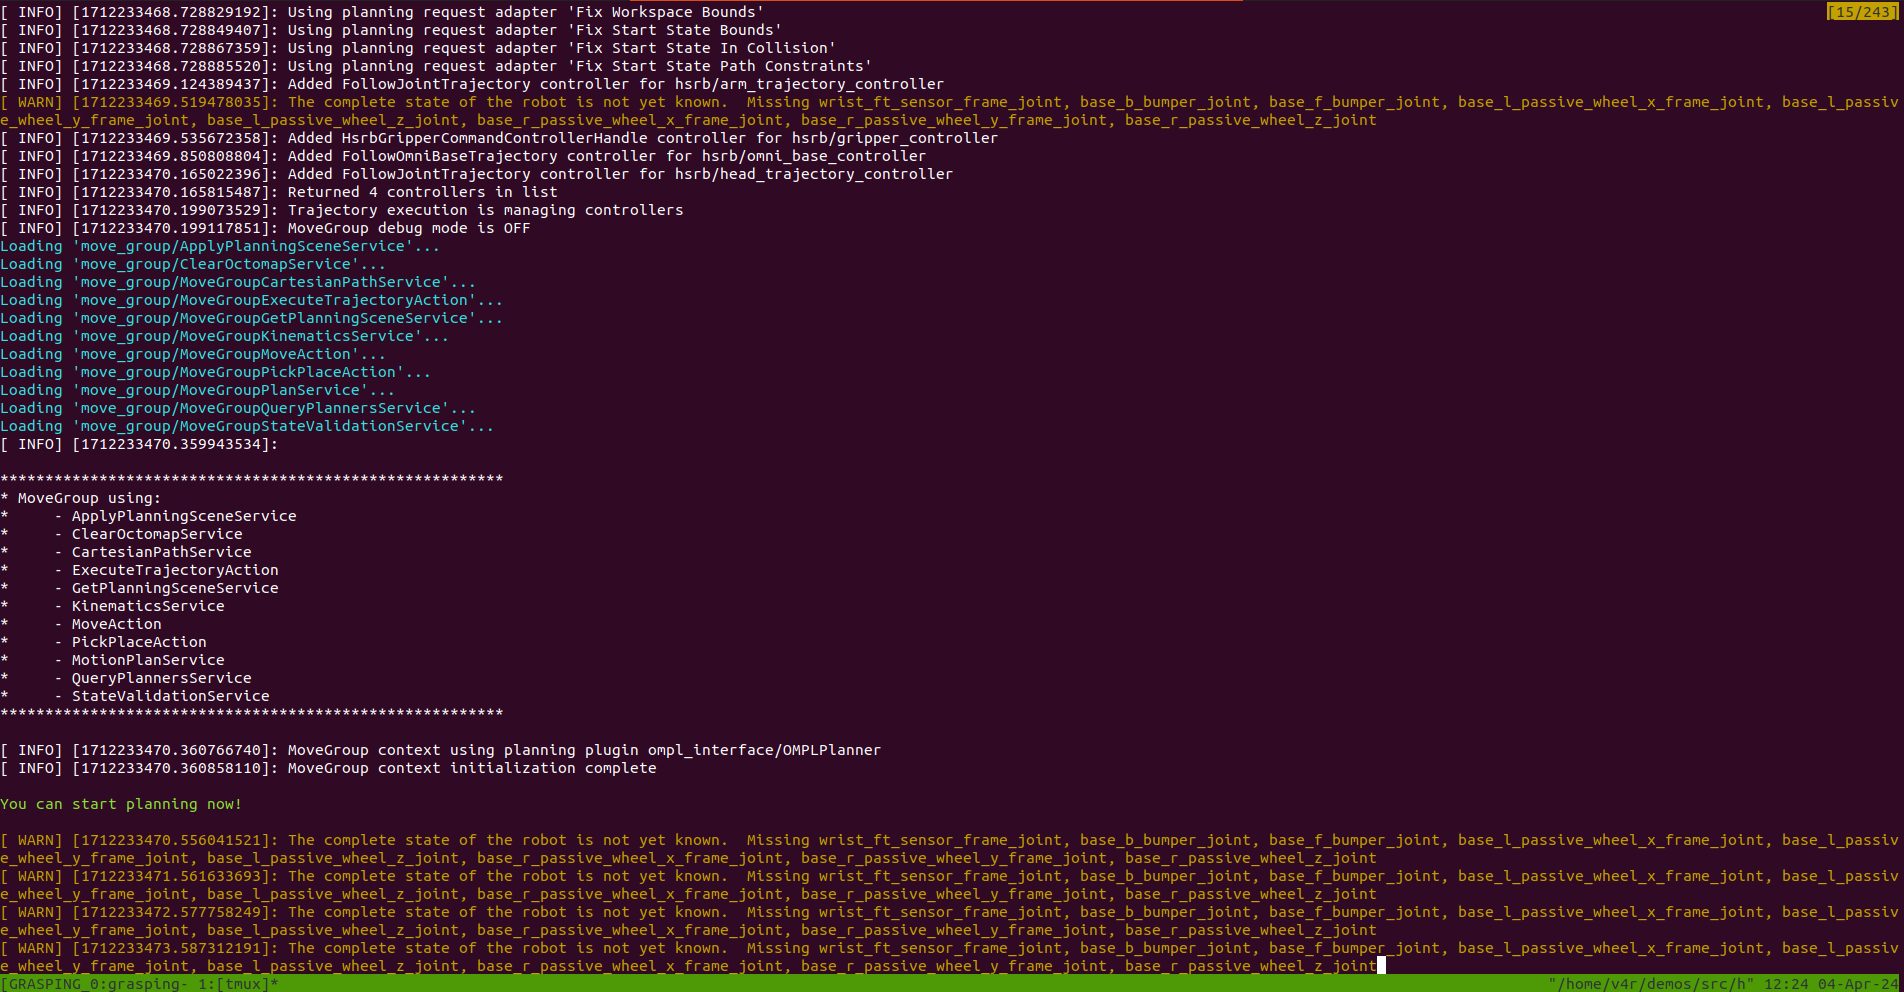 [ INFO] [1712233468.728829192]: Using planning request adapter 'Fix Workspace Bounds'
[15/243]
[ INFO] [1712233468.728849407]: Using planning request adapter 'Fix Start State Bounds'
[ INFO] [1712233468.728867359]: Using planning request adapter 'Fix Start State In Collision'
[ INFO] [1712233468.728885520]: Using planning request adapter 'Fix Start State Path Constraints'
[ INFO] [1712233469.124389437]: Added FollowJointTrajectory controller for hsrb/arm_trajectory_controller
[ WARN] [1712233469.519478035]: The complete state of the robot is not yet known.  Missing wrist_ft_sensor_frame_joint, base_b_bumper_joint, base_f_bumper_joint, base_l_passive_wheel_x_frame_joint, base_l_passiv
e_wheel_y_frame_joint, base_l_passive_wheel_z_joint, base_r_passive_wheel_x_frame_joint, base_r_passive_wheel_y_frame_joint, base_r_passive_wheel_z_joint
[ INFO] [1712233469.535672358]: Added HsrbGripperCommandControllerHandle controller for hsrb/gripper_controller
[ INFO] [1712233469.850808804]: Added FollowOmniBaseTrajectory controller for hsrb/omni_base_controller
[ INFO] [1712233470.165022396]: Added FollowJointTrajectory controller for hsrb/head_trajectory_controller
[ INFO] [1712233470.165815487]: Returned 4 controllers in list
[ INFO] [1712233470.199073529]: Trajectory execution is managing controllers
[ INFO] [1712233470.199117851]: MoveGroup debug mode is OFF
Loading 'move_group/ApplyPlanningSceneService'...
Loading 'move_group/ClearOctomapService'...
Loading 'move_group/MoveGroupCartesianPathService'...
Loading 'move_group/MoveGroupExecuteTrajectoryAction'...
Loading 'move_group/MoveGroupGetPlanningSceneService'...
Loading 'move_group/MoveGroupKinematicsService'...
Loading 'move_group/MoveGroupMoveAction'...
Loading 'move_group/MoveGroupPickPlaceAction'...
Loading 'move_group/MoveGroupPlanService'...
Loading 'move_group/MoveGroupQueryPlannersService'...
Loading 'move_group/MoveGroupStateValidationService'...
[ INFO] [1712233470.359943534]:
********************************************************
* MoveGroup using:
*     - ApplyPlanningSceneService
*     - ClearOctomapService
*     - CartesianPathService
*     - ExecuteTrajectoryAction
*     - GetPlanningSceneService
*     - KinematicsService
*     - MoveAction
*     - PickPlaceAction
*     - MotionPlanService
*     - QueryPlannersService
*     - StateValidationService
********************************************************
[ INFO] [1712233470.360766740]: MoveGroup context using planning plugin ompl_interface/OMPLPlanner
[ INFO] [1712233470.360858110]: MoveGroup context initialization complete
You can start planning now!
[ WARN] [1712233470.556041521]: The complete state of the robot is not yet known.  Missing wrist_ft_sensor_frame_joint, base_b_bumper_joint, base_f_bumper_joint, base_l_passive_wheel_x_frame_joint, base_l_passiv
e_wheel_y_frame_joint, base_l_passive_wheel_z_joint, base_r_passive_wheel_x_frame_joint, base_r_passive_wheel_y_frame_joint, base_r_passive_wheel_z_joint
[ WARN] [1712233471.561633693]: The complete state of the robot is not yet known.  Missing wrist_ft_sensor_frame_joint, base_b_bumper_joint, base_f_bumper_joint, base_l_passive_wheel_x_frame_joint, base_l_passiv
e_wheel_y_frame_joint, base_l_passive_wheel_z_joint, base_r_passive_wheel_x_frame_joint, base_r_passive_wheel_y_frame_joint, base_r_passive_wheel_z_joint
[ WARN] [1712233472.577758249]: The complete state of the robot is not yet known.  Missing wrist_ft_sensor_frame_joint, base_b_bumper_joint, base_f_bumper_joint, base_l_passive_wheel_x_frame_joint, base_l_passiv
e_wheel_y_frame_joint, base_l_passive_wheel_z_joint, base_r_passive_wheel_x_frame_joint, base_r_passive_wheel_y_frame_joint, base_r_passive_wheel_z_joint
[ WARN] [1712233473.587312191]: The complete state of the robot is not yet known.  Missing wrist_ft_sensor_frame_joint, base_b_bumper_joint, base_f_bumper_joint, base_l_passive_wheel_x_frame_joint, base_l_passiv
e_wheel_y_frame_joint, base_l_passive_wheel_z_joint, base_r_passive_wheel_x_frame_joint, base_r_passive_wheel_y_frame_joint, base_r_passive_wheel_z_joint
[GRASPING_0:grasping- 1:[tmux]*
"/home/v4r/demos/src/h" 12:24 04-Apr-24